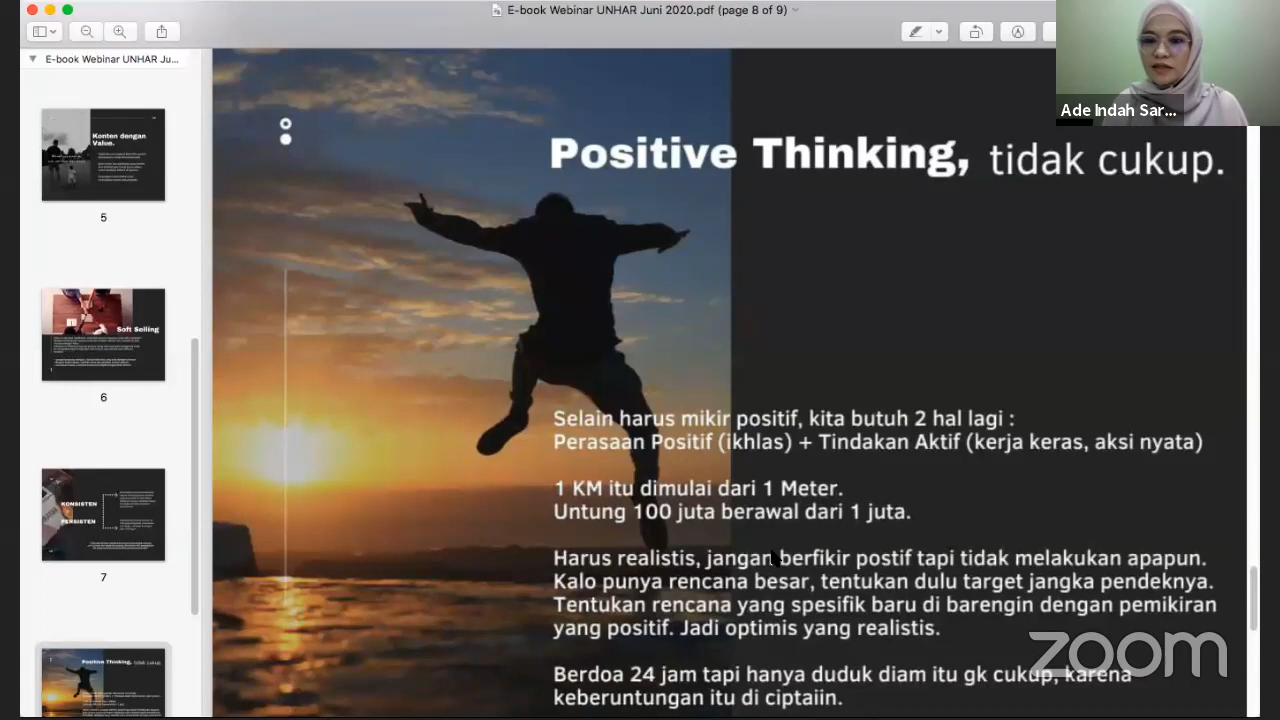 E-book Webinar UNHAR Juni 2020.pdf (page 8 of 9)
E-book Webinar UNHAR Ju...
Ade Indah Sar...
Konten dengan
Value.
5
Soft Selling
6
KONSISTEN
PERSISTEN
7
Positive Thinking, tidak cukup.
Positive Thinking, tidak cukup.
Selain harus mikir positif, kita butuh 2 hal lagi :
Perasaan Positif (ikhlas) + Tindakan Aktif (kerja keras, aksi nyata)
1 KM itu dimulai dari 1 Meter.
Untung 100 juta berawal dari 1 juta.
Harus realistis, jangan berfikir postif tapi tidak melakukan apapun.
Kalo punya rencana besar, tentukan dulu target jangka pendeknya.
Tentukan rencana yang spesifik baru di barengin dengan pemikiran
yang positif. Jadi optimis yang realistis.
Berdoa 24 jam tapi hanya duduk diam itu gk cukup, karena
keberuntungan itu di ciptain.
zoom